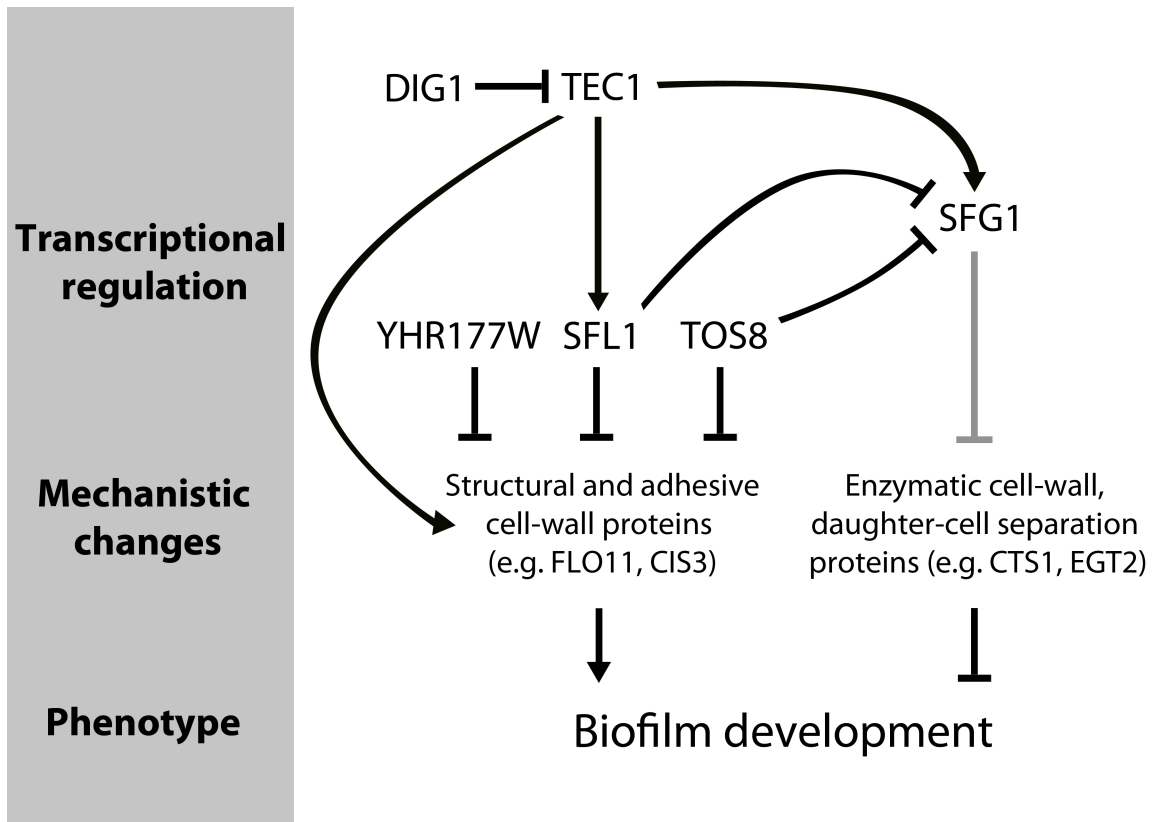 DIG1 TEC1
SFG1
Transcriptional
regulation
YHR177W SFL1 TOS8
Mechanistic
changes
Structural and adhesive
cell-wall proteins
(e.g. FLO11, CIS3)
Enzymatic cell-wall,
daughter-cell separation
proteins (e.g. CTS1, EGT2)
Phenotype
Biofilm development